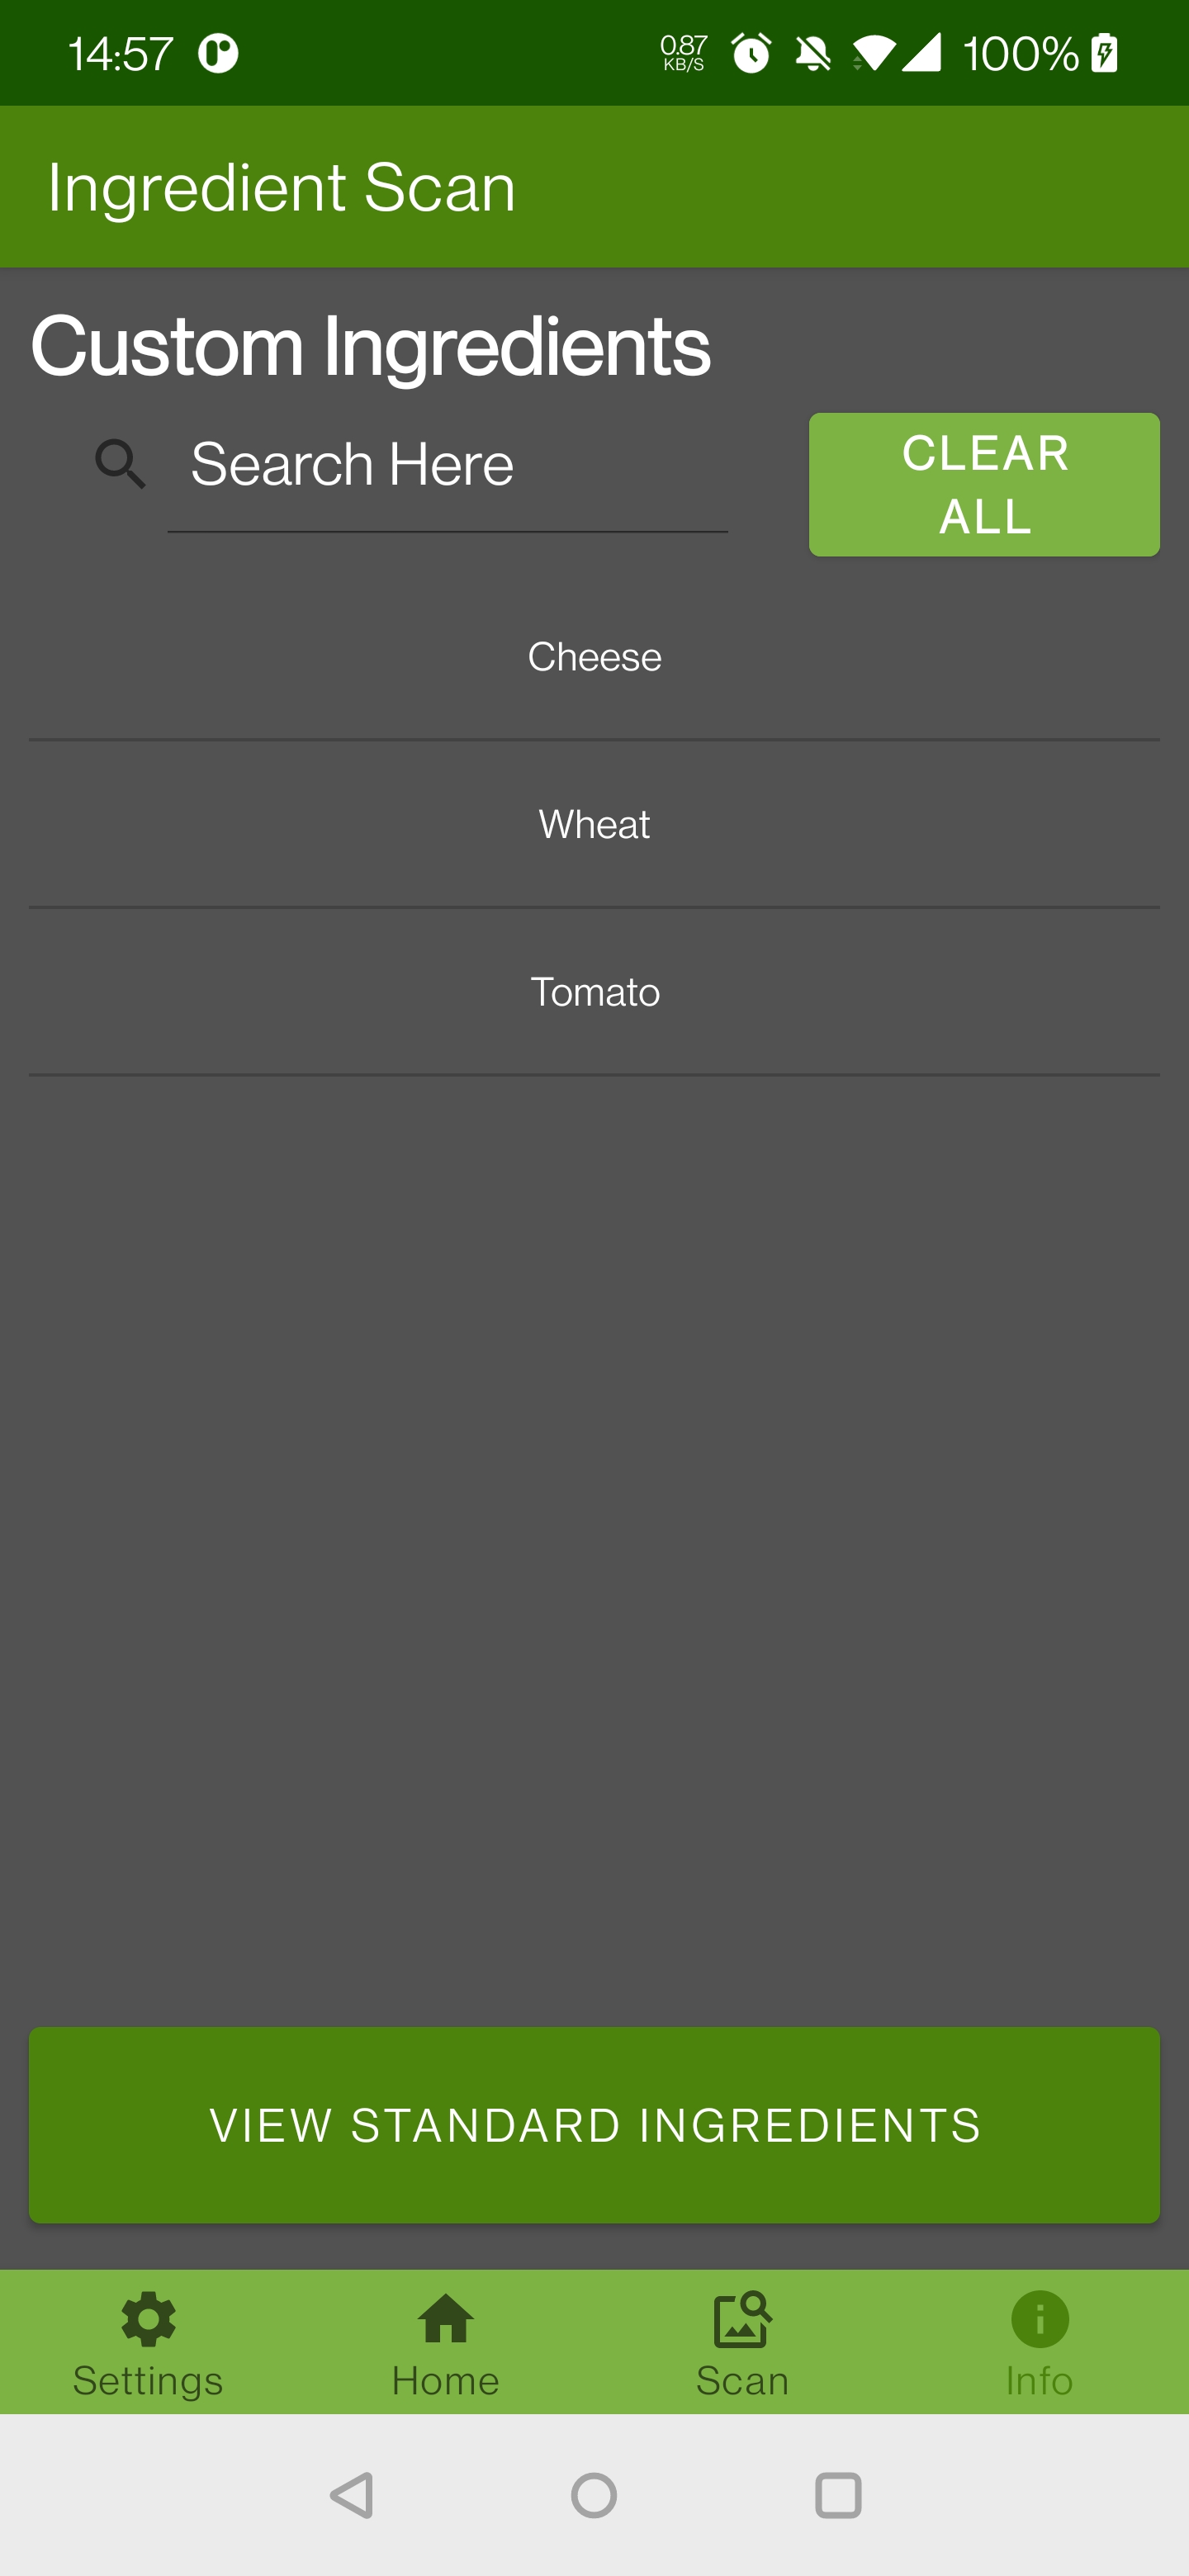 14:57
0.87
KB/S
100%
Ingredient Scan
Custom Ingredients
Search Here
CLEAR
ALL
Cheese
Wheat
Tomato
VIEW STANDARD INGREDIENTS
Settings
Home
Scan
Info